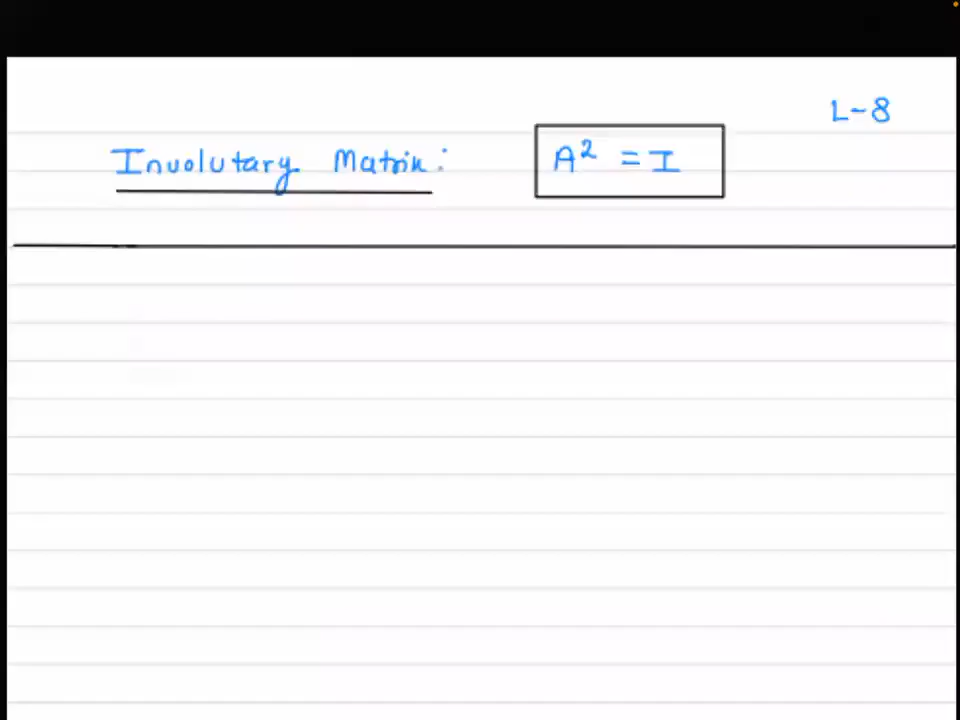 L-8
Involutary Matrix: A² = I